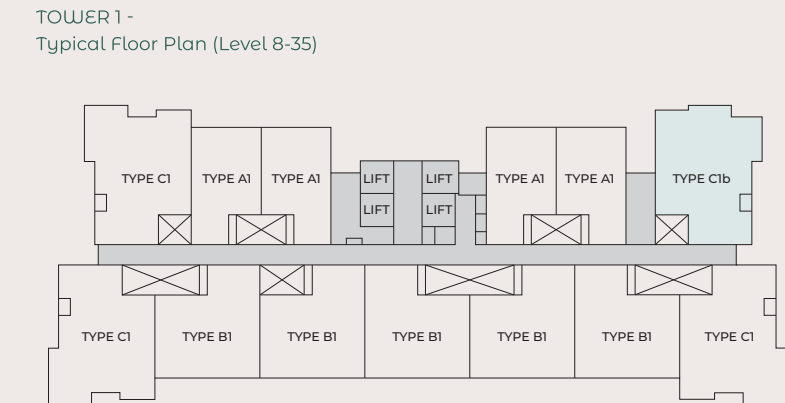 TOWER 1 -
Typical Floor Plan (Level 8-35)
TYPE C1
TYPE A1
TYPE A1
LIFT
LIFT
TYPE A1
TYPE A1
TYPE C1b
LIFT
LIFT
TYPE C1
TYPE B1
TYPE B1
TYPE B1
TYPE B1
TYPE B1
TYPE C1